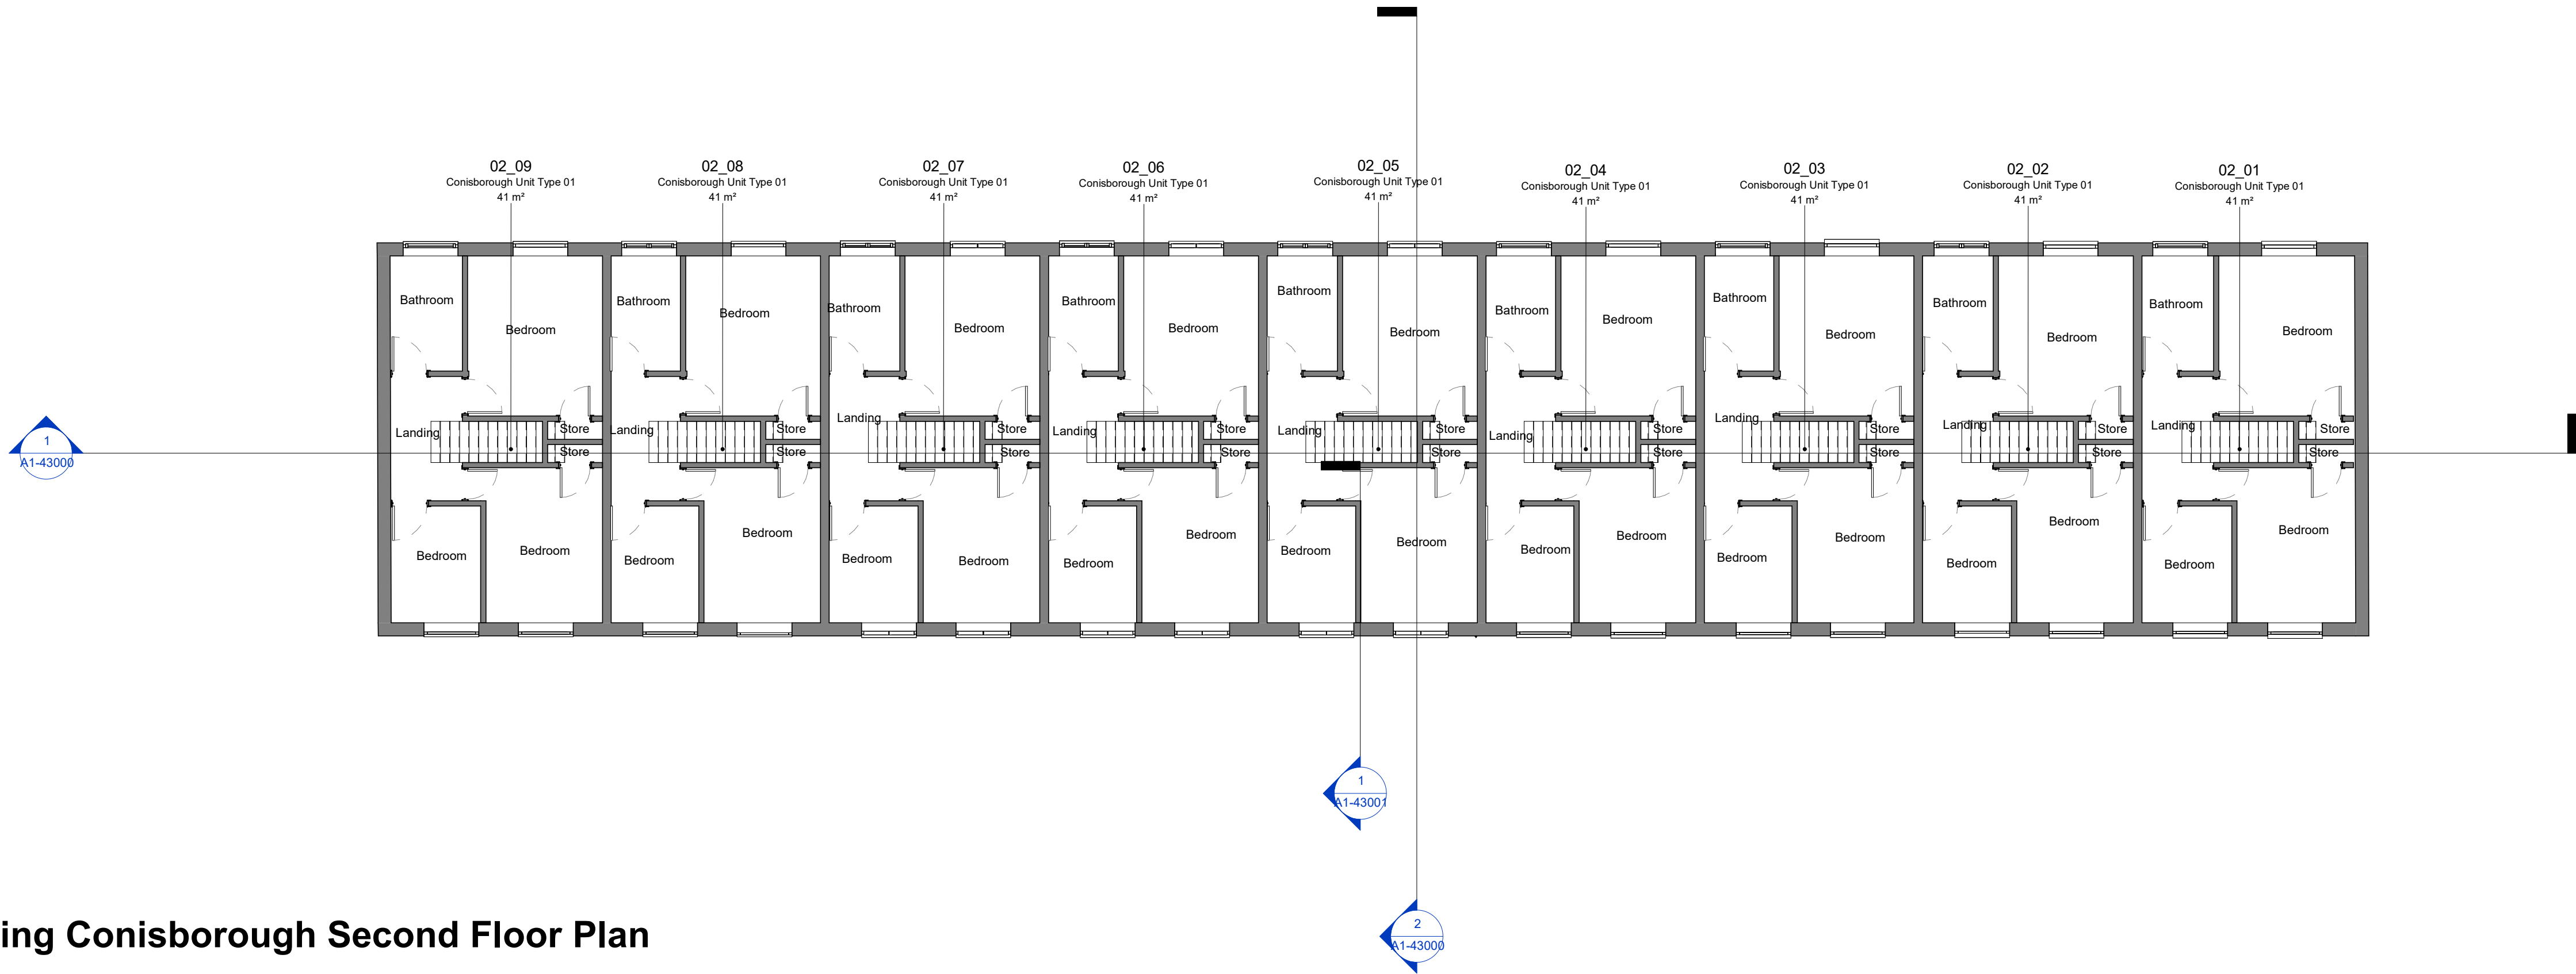 02_09
Conisborough Unit Type 01
41 m²
02_08
Conisborough Unit Type 01
41 m²
02_07
Conisborough Unit Type 01
41 m²
02_06
Conisborough Unit Type 01
41 m²
02_05
Conisborough Unit Type 01
41 m²
02_04
Conisborough Unit Type 01
41 m²
02_03
Conisborough Unit Type 01
41 m²
02_02
Conisborough Unit Type 01
41 m²
02_01
Conisborough Unit Type 01
41 m²
Bathroom
Bedroom
Landing
Store
Store
Bedroom
Bedroom
Bathroom
Bedroom
Landing
Store
Store
Bedroom
Bedroom
Bathroom
Bedroom
Landing
Store
Store
Bedroom
Bedroom
Bathroom
Bedroom
Landing
Store
Store
Bedroom
Bedroom
Bathroom
Bedroom
Landing
Store
Store
Bedroom
Bedroom
Bathroom
Bedroom
Landing
Store
Store
Bedroom
Bedroom
Bathroom
Bedroom
Landing
Store
Store
Bedroom
Bedroom
Bathroom
Bedroom
Landing
Store
Store
Bedroom
Bedroom
Bathroom
Bedroom
Landing
Store
Store
Bedroom
Bedroom
1
A1-43000
1
A1-43001
2
A1-43000
ing Conisborough Second Floor Plan